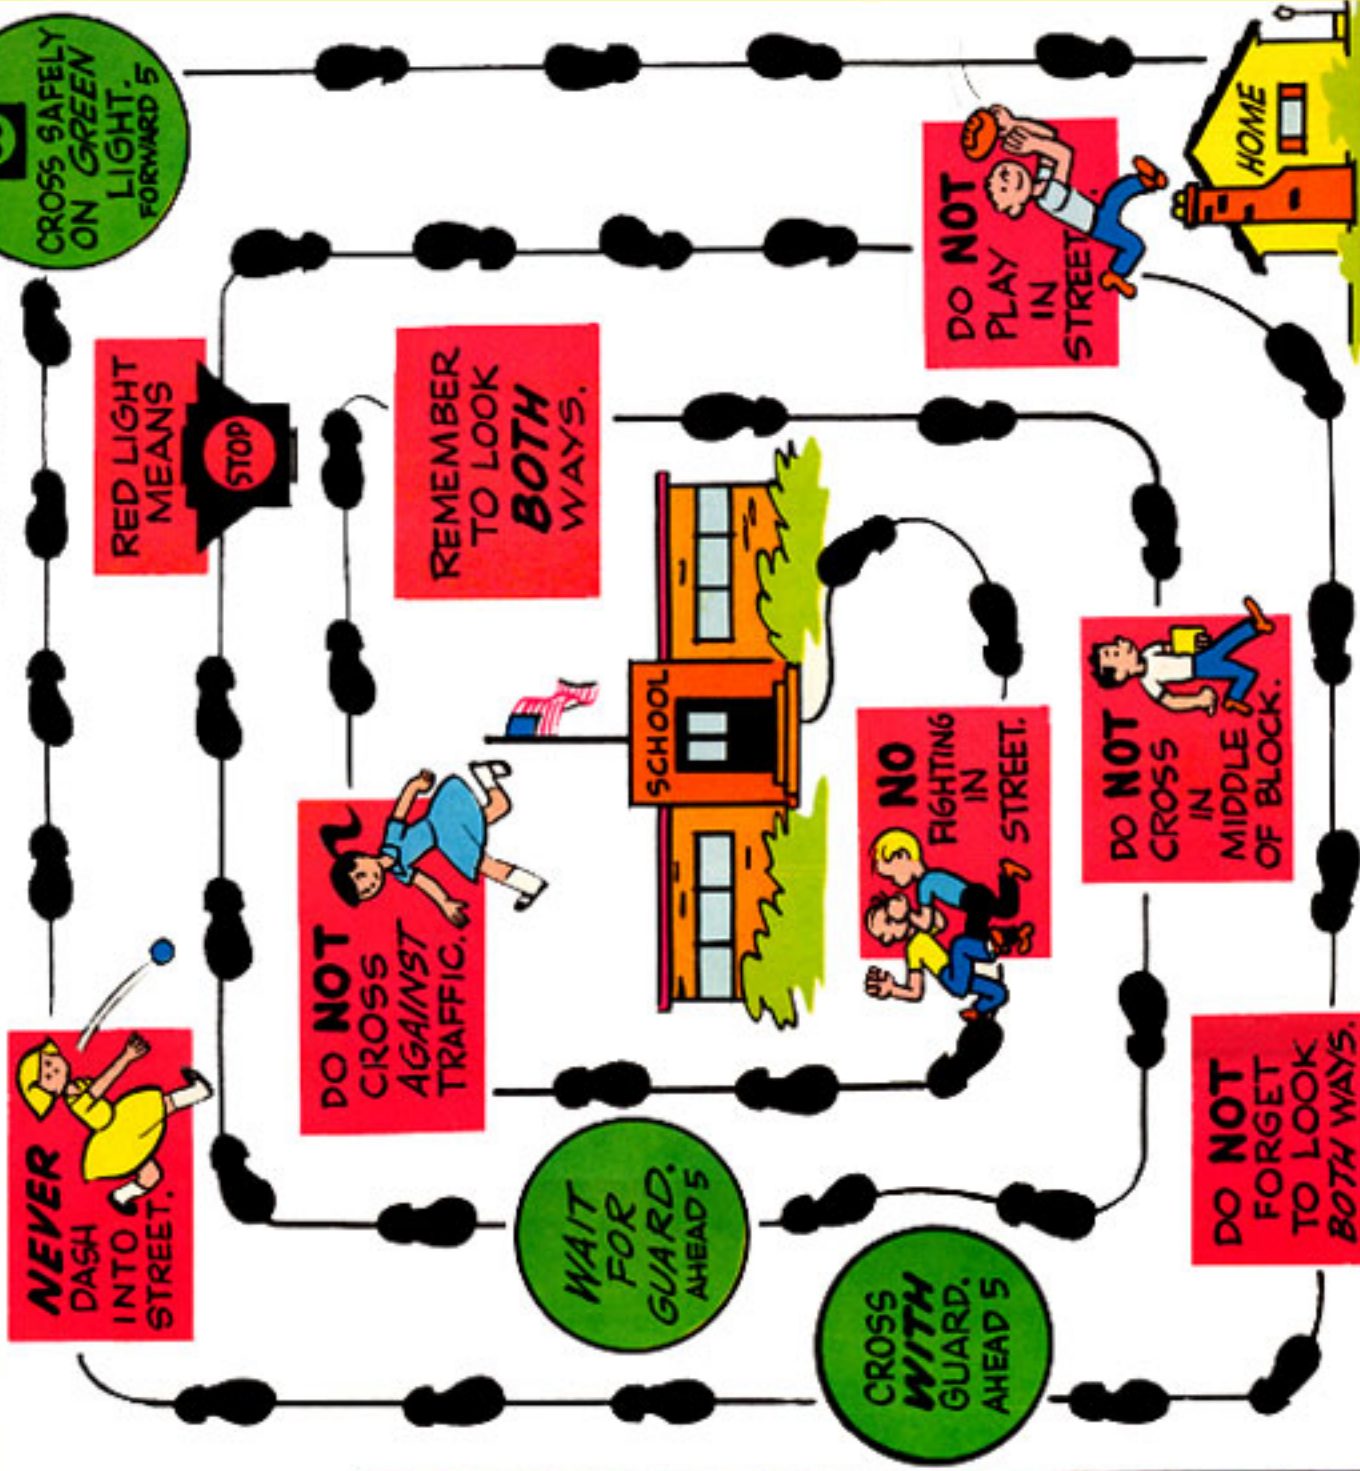 NEVER
DASH
INTO
STREET.
CROSS SAFELY
ON GREEN
LIGHT.
FORWARD 5
RED LIGHT
MEANS
STOP
DO NOT
CROSS
AGAINST
TRAFFIC.
REMEMBER
TO LOOK
BOTH
WAYS.
WAIT
FOR
GUARD.
AHEAD 5
SCHOOL
CROSS
WITH
GUARD.
AHEAD 5
NO
FIGHTING
IN
STREET.
DO NOT
PLAY
IN
STREET.
DO NOT
CROSS
IN
MIDDLE
OF BLOCK.
DO NOT
FORGET
TO LOOK
BOTH WAYS.
HOME